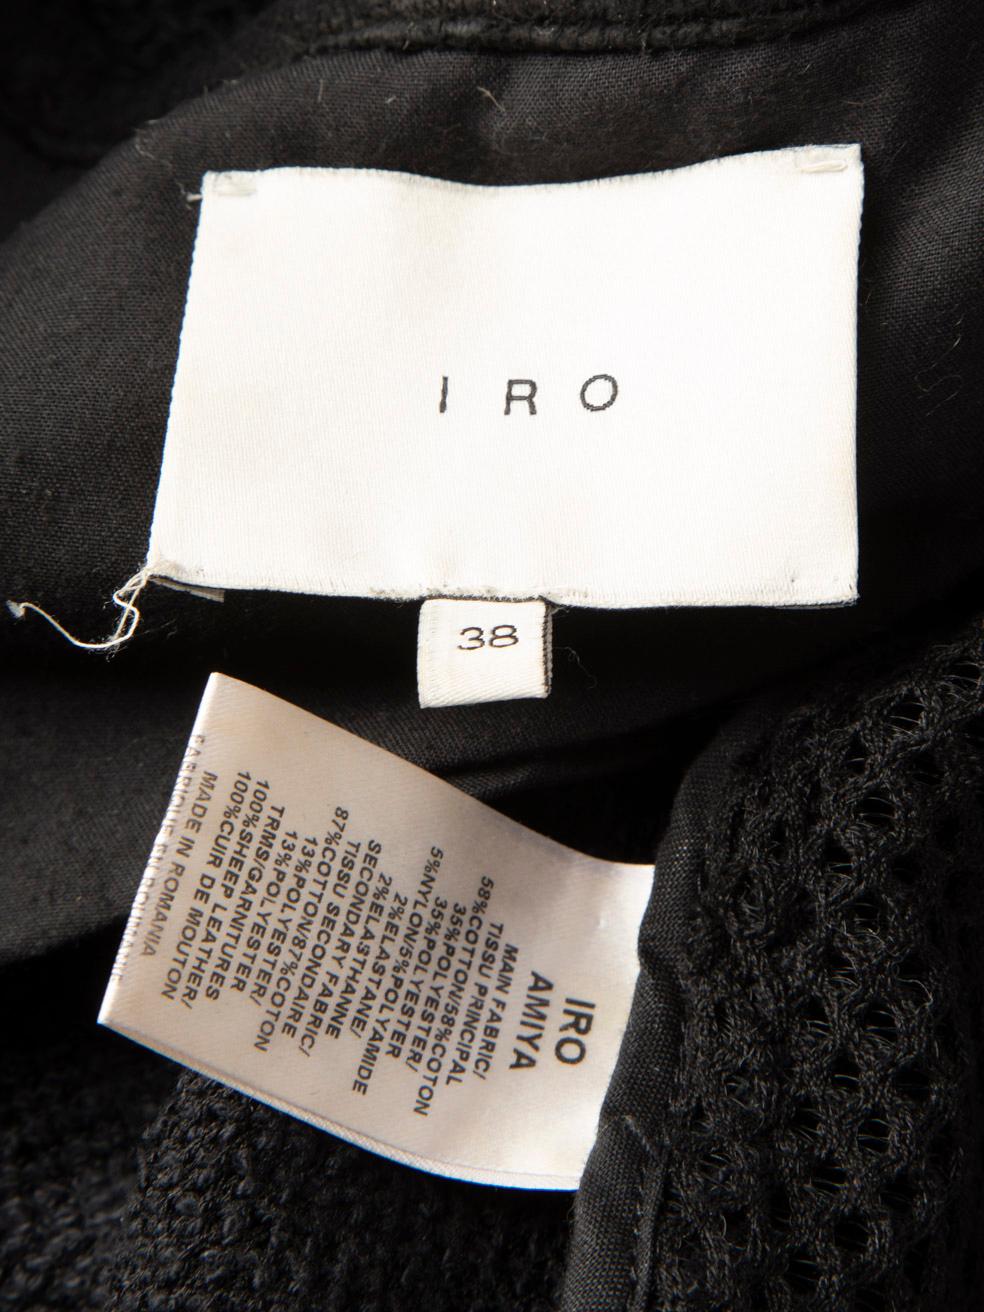 IRO
38
IRO
AMIYA
MAIN FABRIC/
TISSU PRINCIPAL
58%COTTON/58%COTON
35%POLYESTER/
35%POLYESTER
5%NYLON/5%POLYAMIDE
2%ELASTANE/
2%ELASTHANNE
SECONDARY FABRIC/
TISSU SECONDAIRE
87%COTTON/87%COTON
13%POLYESTER/
13%POLYESTER
TRIMS/GARNITURES
100%SHEEP LEATHER/
100%CUIR DE MOUTON
MADE IN ROMANIA